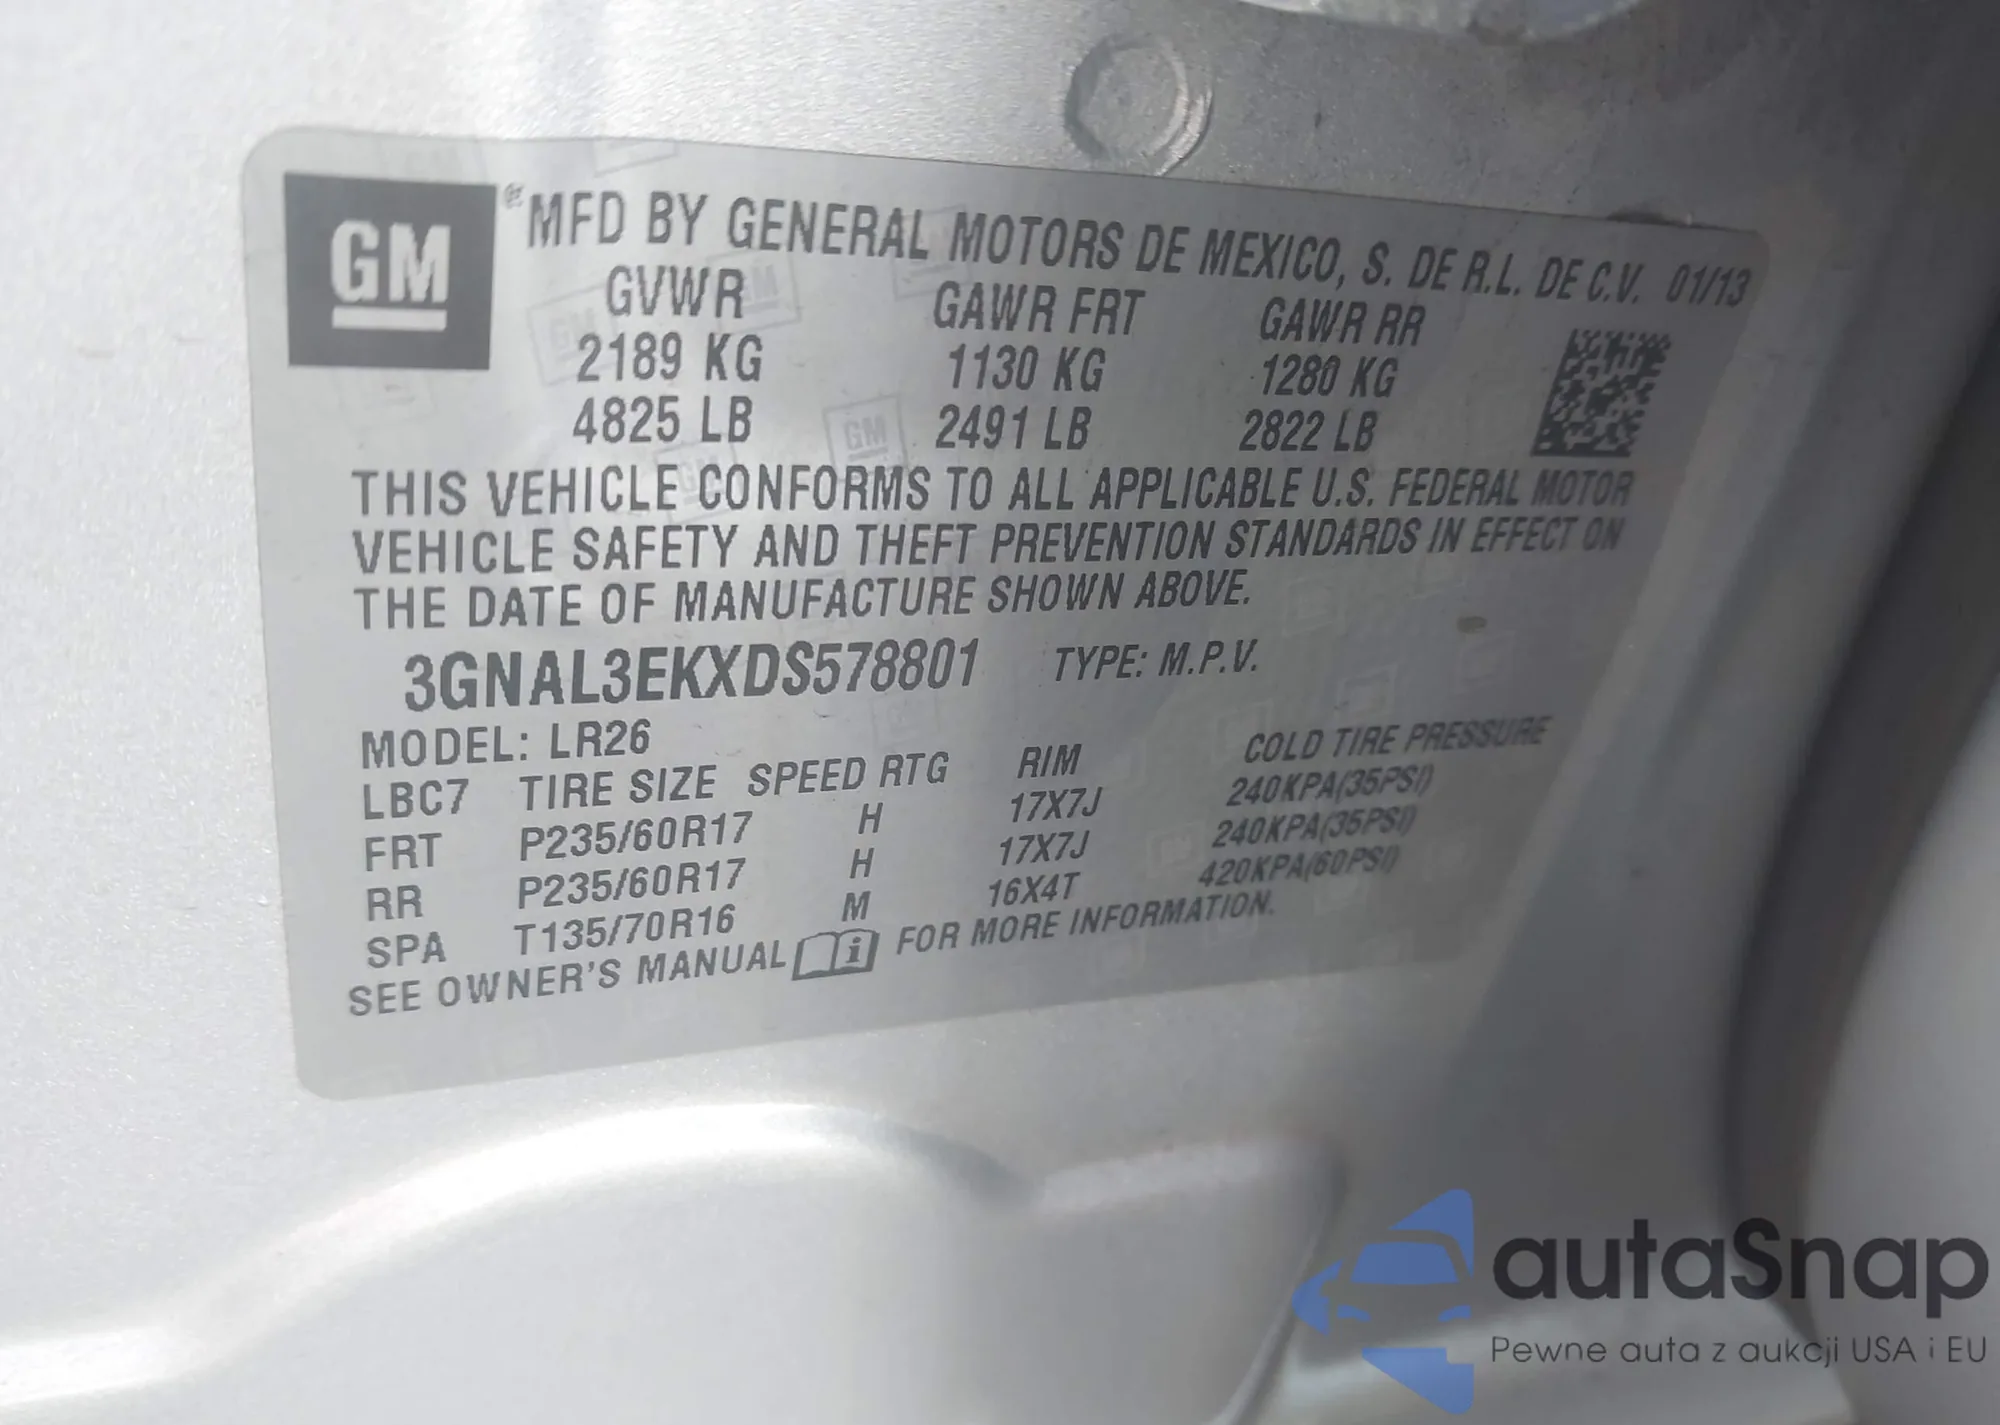 GM
MFD BY GENERAL MOTORS DE MEXICO, S. DE R.L. DE C.V. 01/13
GVWR GAWR FRT GAWR RR
2189 KG 1130 KG 1280 KG
4825 LB 2491 LB 2822 LB
THIS VEHICLE CONFORMS TO ALL APPLICABLE U.S. FEDERAL MOTOR
VEHICLE SAFETY AND THEFT PREVENTION STANDARDS IN EFFECT ON
THE DATE OF MANUFACTURE SHOWN ABOVE.
3GNAL3EKXDS578801 TYPE: M.P.V.
MODEL: LR26
LBC7 TIRE SIZE SPEED RTG RIM COLD TIRE PRESSURE
FRT P235/60R17 H 17X7J 240KPA(35PSI)
RR P235/60R17 H 17X7J 240KPA(35PSI)
SPA T135/70R16 M 16X4T 420KPA(60PSI)
SEE OWNER'S MANUAL i FOR MORE INFORMATION.
autaSnap
Pewne auta z aukcji USA i EU